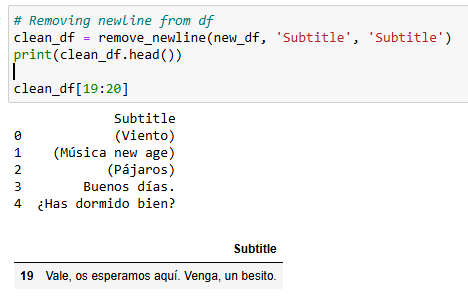 # Removing newline from df
clean_df = remove_newline(new_df, 'Subtitle', 'Subtitle')
print(clean_df.head())
clean_df[19:20]
Subtitle
0 (Viento)
1 (Música new age)
2 (Pájaros)
3 Buenos días.
4 ¿Has dormido bien?
Subtitle
19 Vale, os esperamos aquí. Venga, un besito.